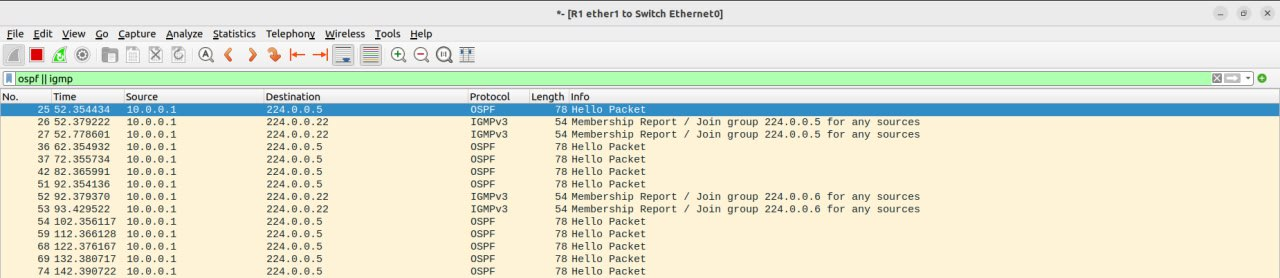 *- [R1 ether1 to Switch Ethernet0]
File Edit View Go Capture Analyze Statistics Telephony Wireless Tools Help
ospf || igmp
No. Time Source Destination Protocol Length Info
25 52.354434 10.0.0.1 224.0.0.5 OSPF 78 Hello Packet
26 52.379222 10.0.0.1 224.0.0.22 IGMPv3 54 Membership Report / Join group 224.0.0.5 for any sources
27 52.778601 10.0.0.1 224.0.0.22 IGMPv3 54 Membership Report / Join group 224.0.0.5 for any sources
36 62.354932 10.0.0.1 224.0.0.5 OSPF 78 Hello Packet
37 72.355734 10.0.0.1 224.0.0.5 OSPF 78 Hello Packet
42 82.365991 10.0.0.1 224.0.0.5 OSPF 78 Hello Packet
51 92.354136 10.0.0.1 224.0.0.5 OSPF 78 Hello Packet
52 92.379370 10.0.0.1 224.0.0.22 IGMPv3 54 Membership Report / Join group 224.0.0.6 for any sources
53 93.429522 10.0.0.1 224.0.0.22 IGMPv3 54 Membership Report / Join group 224.0.0.6 for any sources
54 102.356117 10.0.0.1 224.0.0.5 OSPF 78 Hello Packet
59 112.366128 10.0.0.1 224.0.0.5 OSPF 78 Hello Packet
68 122.376167 10.0.0.1 224.0.0.5 OSPF 78 Hello Packet
69 132.380717 10.0.0.1 224.0.0.5 OSPF 78 Hello Packet
74 142.390722 10.0.0.1 224.0.0.5 OSPF 78 Hello Packet